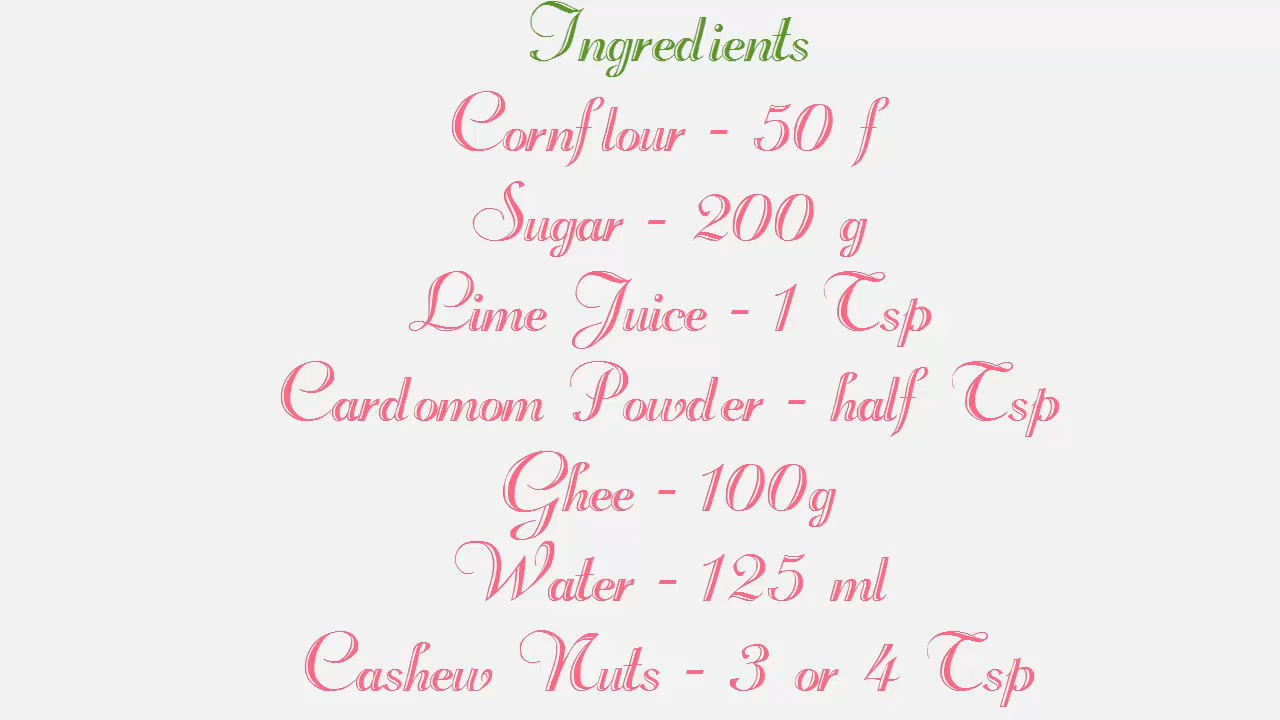 Ingredients
Cornflour - 50 f
Sugar - 200 g
Lime Juice - 1 Tsp
Cardomom Powder - half Tsp
Ghee - 100g
Water - 125 ml
Cashew Nuts - 3 or 4 Tsp